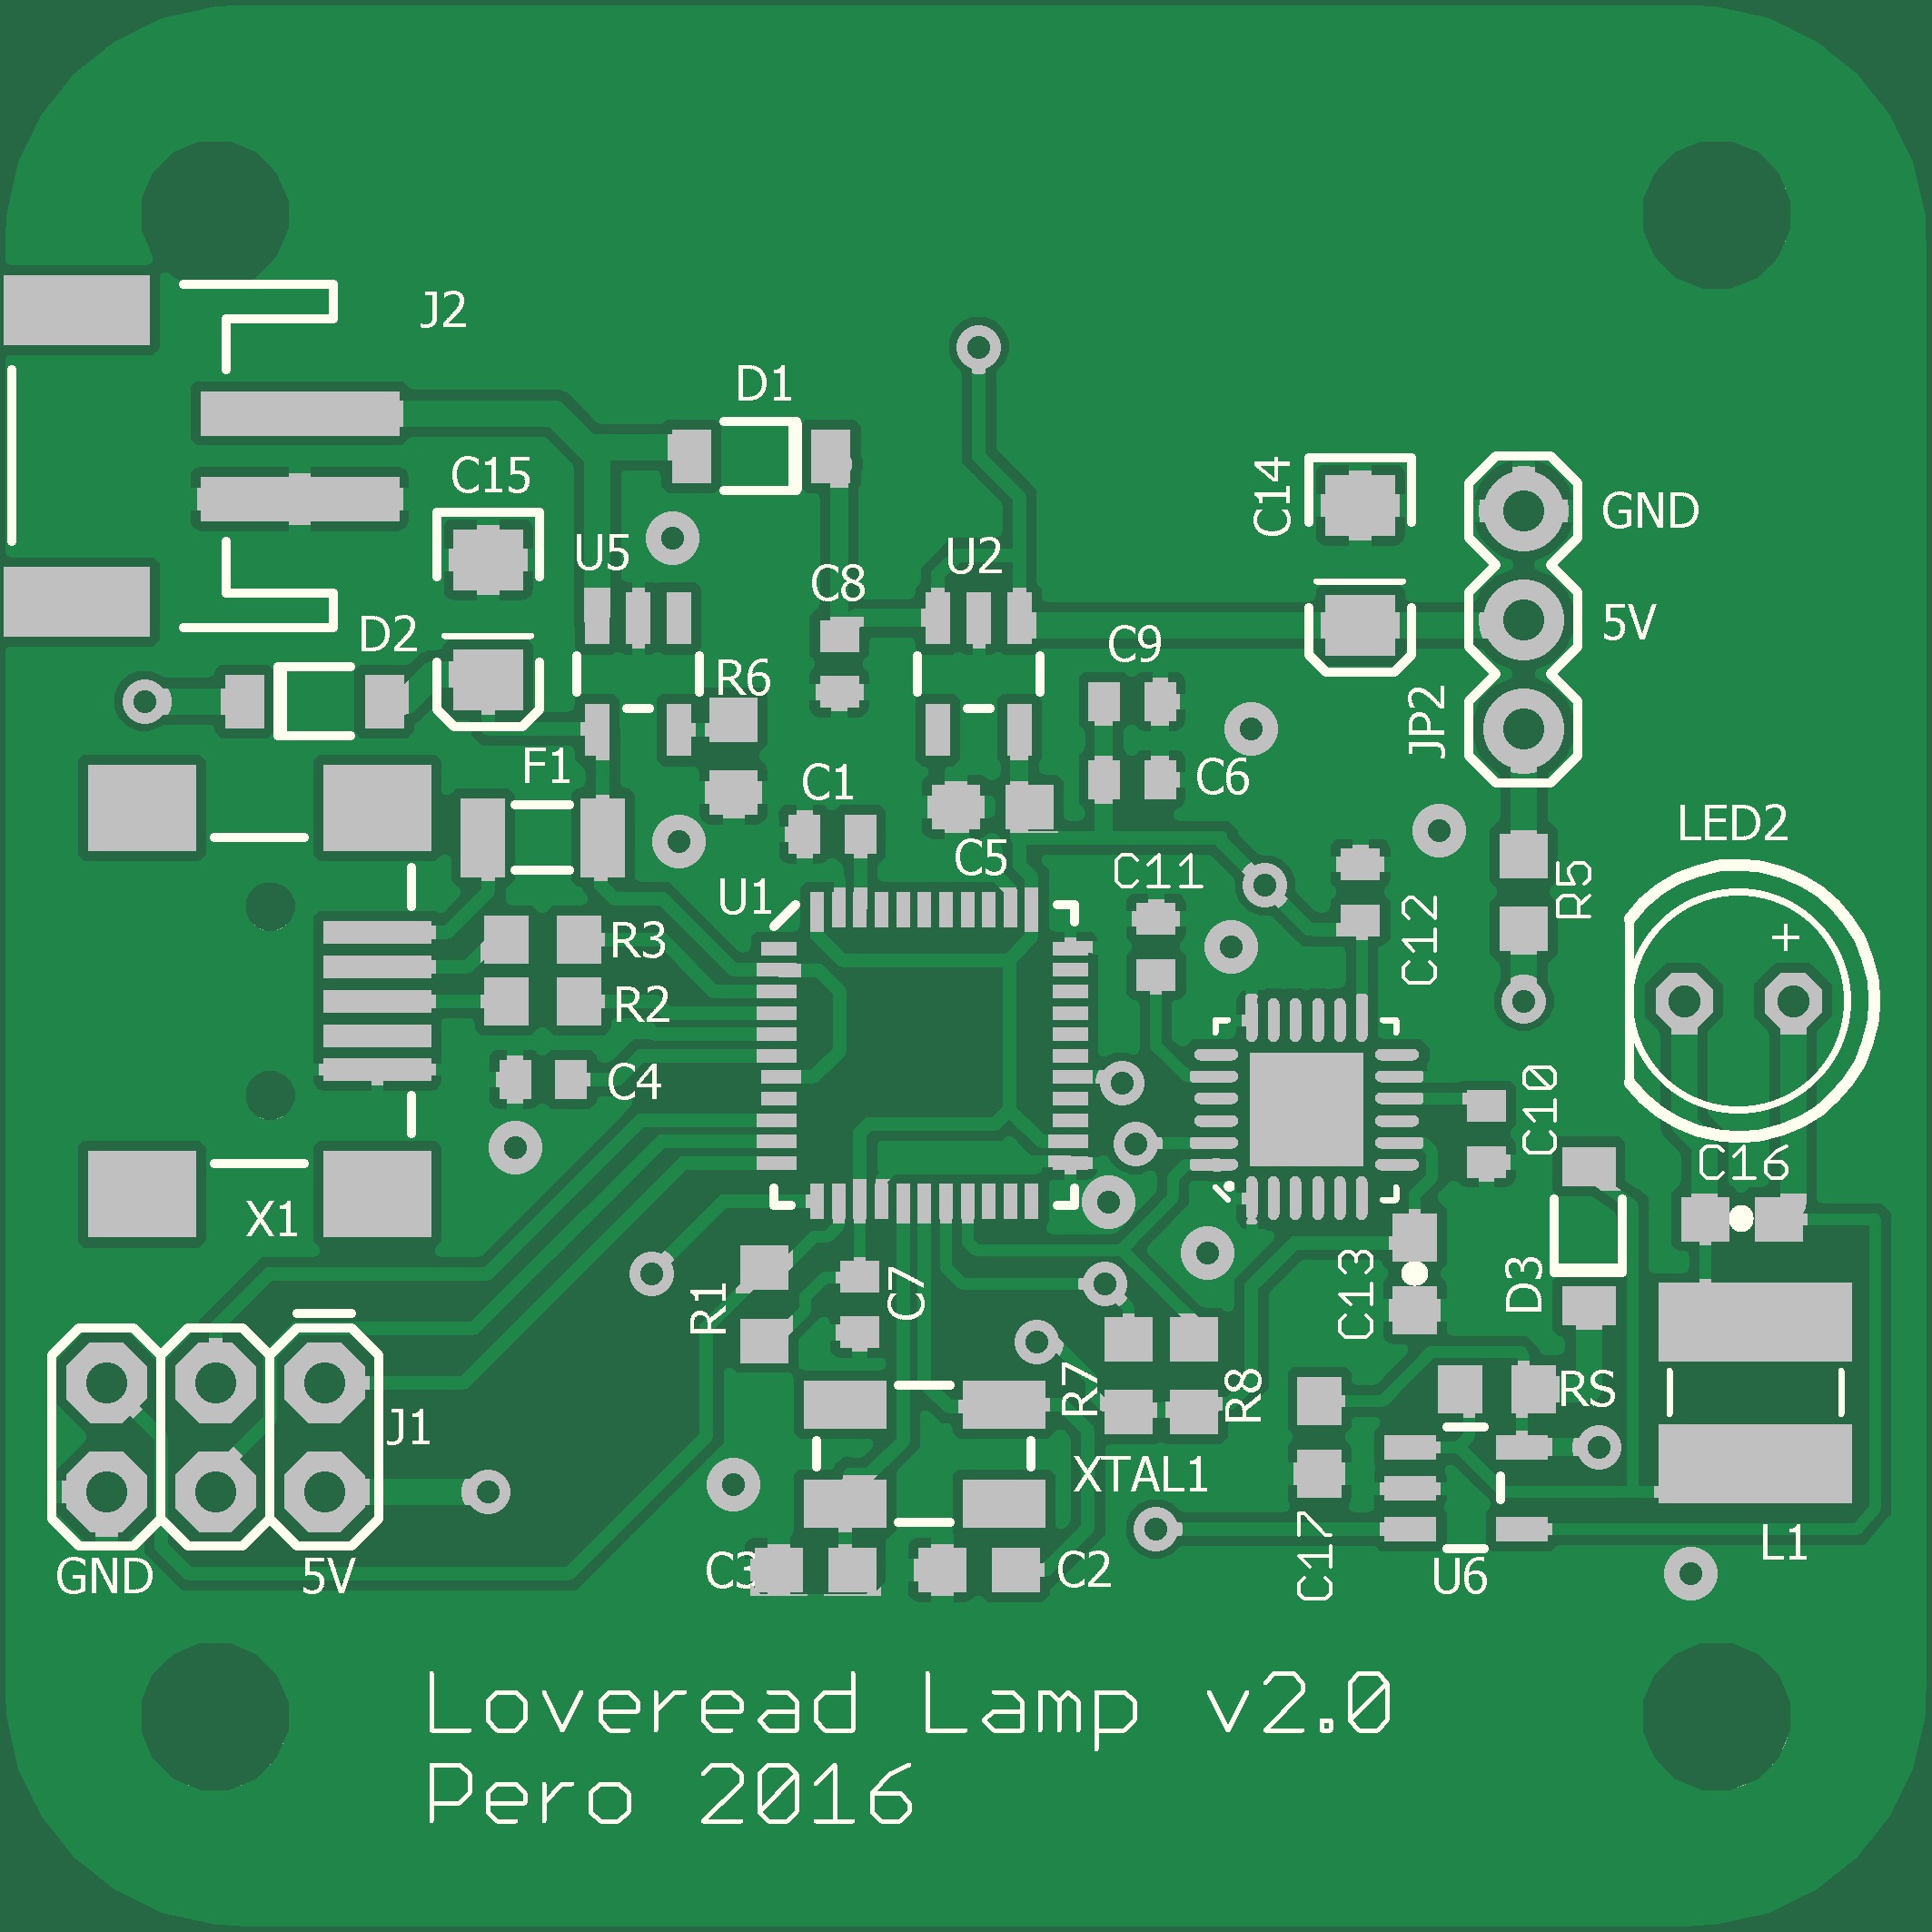 J2
D1
C15
C14
GND
U5
U2
C8
5V
D2
C9
R6
JP2
F1
C1
C6
LED2
C5
C11
R5
U1
+
R3
C12
R2
C4
C10
C16
X1
C7
R1
C13
D3
R7
R8
RS
J1
XTAL1
C3
C2
C17
L1
GND
5V
U6
Loveread Lamp v2.0
Pero 2016